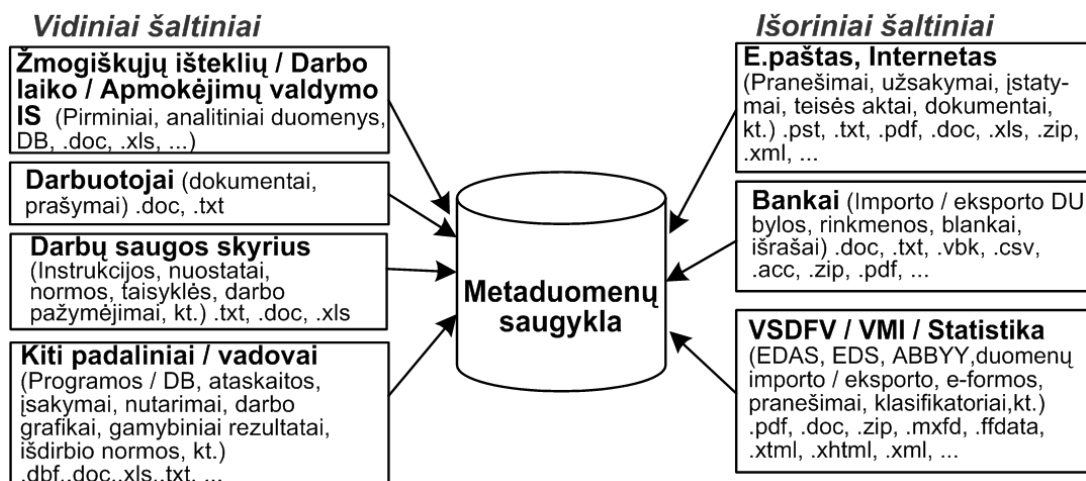 Vidiniai šaltiniai
Žmogiškųjų išteklių / Darbo
laiko / Apmokėjimų valdymo
IS (Pirminiai, analitiniai duomenys,
DB, .doc, .xls, ...)
Darbuotojai (dokumentai,
prašymai) .doc, .txt
Darbų saugos skyrius
(Instrukcijos, nuostatai,
normos, taisyklės, darbo
pažymėjimai, kt.) .txt, .doc, .xls
Kiti padaliniai / vadovai
(Programos / DB, ataskaitos,
įsakymai, nutarimai, darbo
grafikai, gamybiniai rezultatai,
išdirbio normos, kt.)
.dbf,.doc,.xls,.txt, ...
Metaduomenų
saugykla
Išoriniai šaltiniai
E.paštas, Internetas
(Pranešimai, užsakymai, įstaty-
mai, teisės aktai, dokumentai,
kt.) .pst, .txt, .pdf, .doc, .xls, .zip,
.xml, ...
Bankai (Importo / eksporto DU
bylos, rinkmenos, blankai,
išrašai) .doc, .txt, .vbk, .csv,
.acc, .zip, .pdf, ...
VSDFV / VMI / Statistika
(EDAS, EDS, ABBYY,duomenų
importo / eksporto, e-formos,
pranešimai, klasifikatoriai,kt.)
.pdf, .doc, .zip, .mxfd, .ffdata,
.xtml, .xhtml, .xml, ...